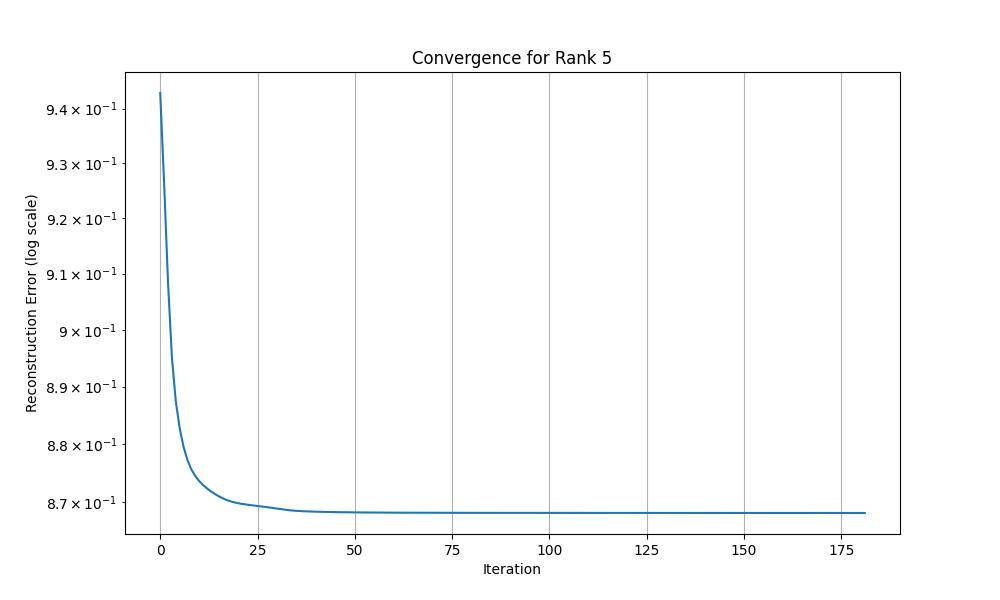 Convergence for Rank 5
Reconstruction Error (log scale)
9.4 × 10⁻¹
9.3 × 10⁻¹
9.2 × 10⁻¹
9.1 × 10⁻¹
9 × 10⁻¹
8.9 × 10⁻¹
8.8 × 10⁻¹
8.7 × 10⁻¹
0 25 50 75 100 125 150 175
Iteration